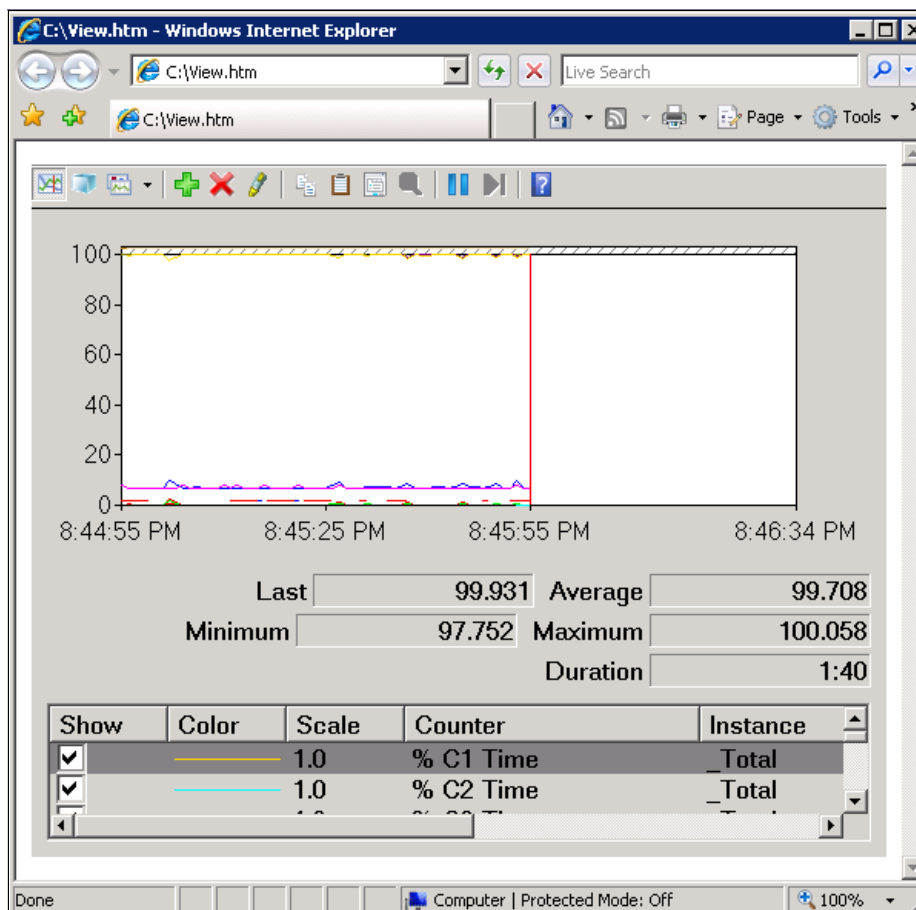 C:\View.htm - Windows Internet Explorer
C:\View.htm
Live Search
C:\View.htm
Page
Tools
100
80
60
40
20
0
8:44:55 PM 8:45:25 PM 8:45:55 PM 8:46:34 PM
Last 99.931 Average 99.708
Minimum 97.752 Maximum 100.058
Duration 1:40
Show Color Scale Counter Instance
1.0 % C1 Time _Total
1.0 % C2 Time _Total
Done Computer | Protected Mode: Off 100%